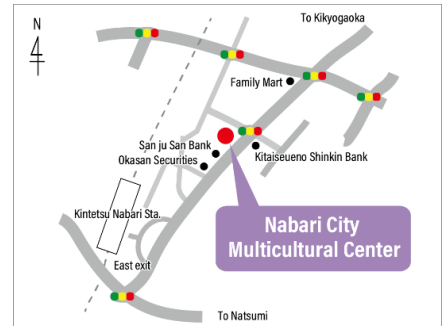 N
To Kikyogaoka
Family Mart
San ju San Bank
Okasan Securities
Kitaiseueno Shinkin Bank
Kintetsu Nabari Sta.
Nabari City
Multicultural Center
East exit
To Natsumi